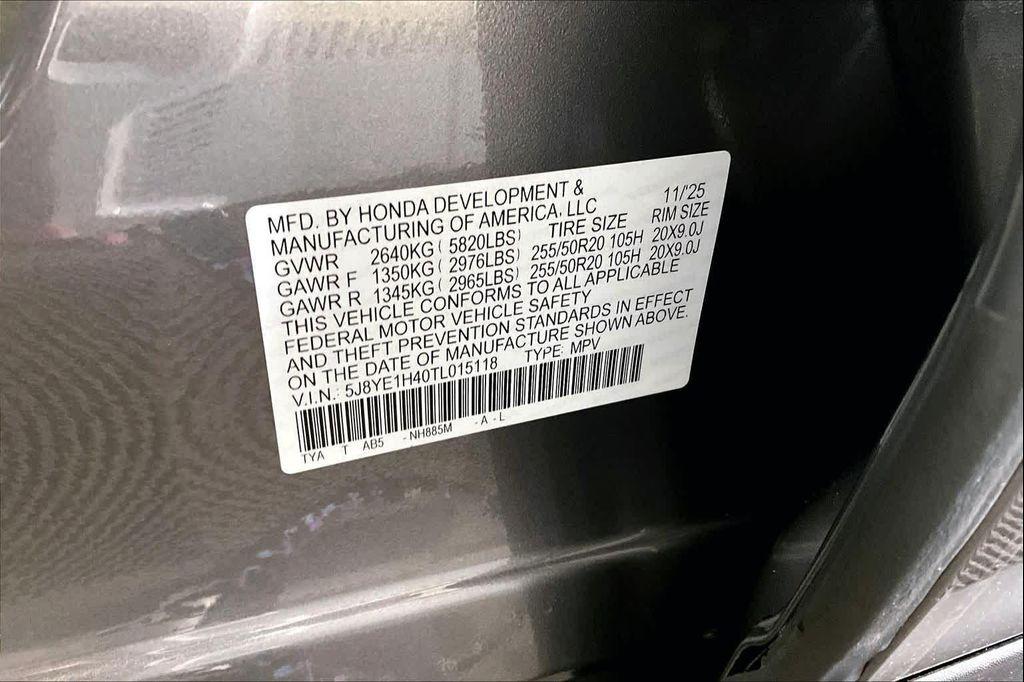 MFD. BY HONDA DEVELOPMENT & 11/'25
MANUFACTURING OF AMERICA, LLC
TIRE SIZE RIM SIZE
GVWR 2640KG ( 5820LBS)
GAWR F 1350KG ( 2976LBS) 255/50R20 105H 20X9.0J
GAWR R 1345KG ( 2965LBS) 255/50R20 105H 20X9.0J
THIS VEHICLE CONFORMS TO ALL APPLICABLE
FEDERAL MOTOR VEHICLE SAFETY
AND THEFT PREVENTION STANDARDS IN EFFECT
ON THE DATE OF MANUFACTURE SHOWN ABOVE.
V.I.N.: 5J8YE1H40TL015118 TYPE: MPV
TYA T AB5 - NH885M - A - L